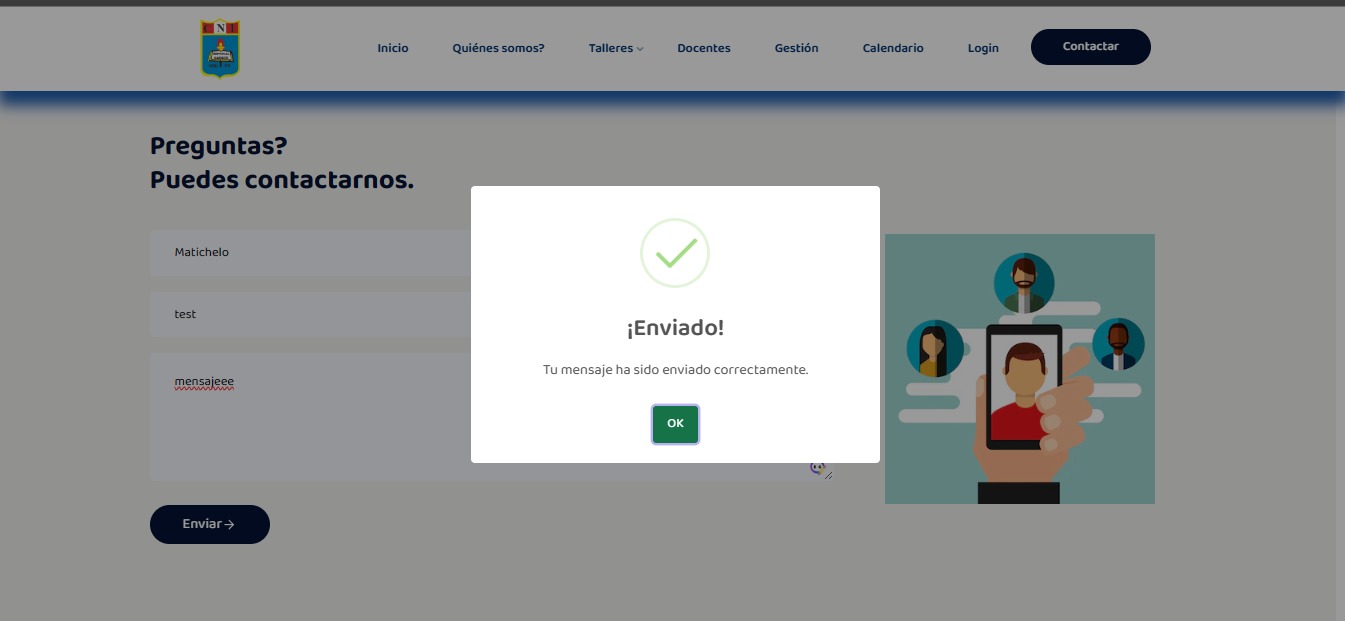 C N I
Inicio
Quiénes somos?
Talleres
Docentes
Gestión
Calendario
Login
Contactar
Preguntas?
Puedes contactarnos.
Matichelo
test
mensajeee
Enviar
¡Enviado!
Tu mensaje ha sido enviado correctamente.
OK